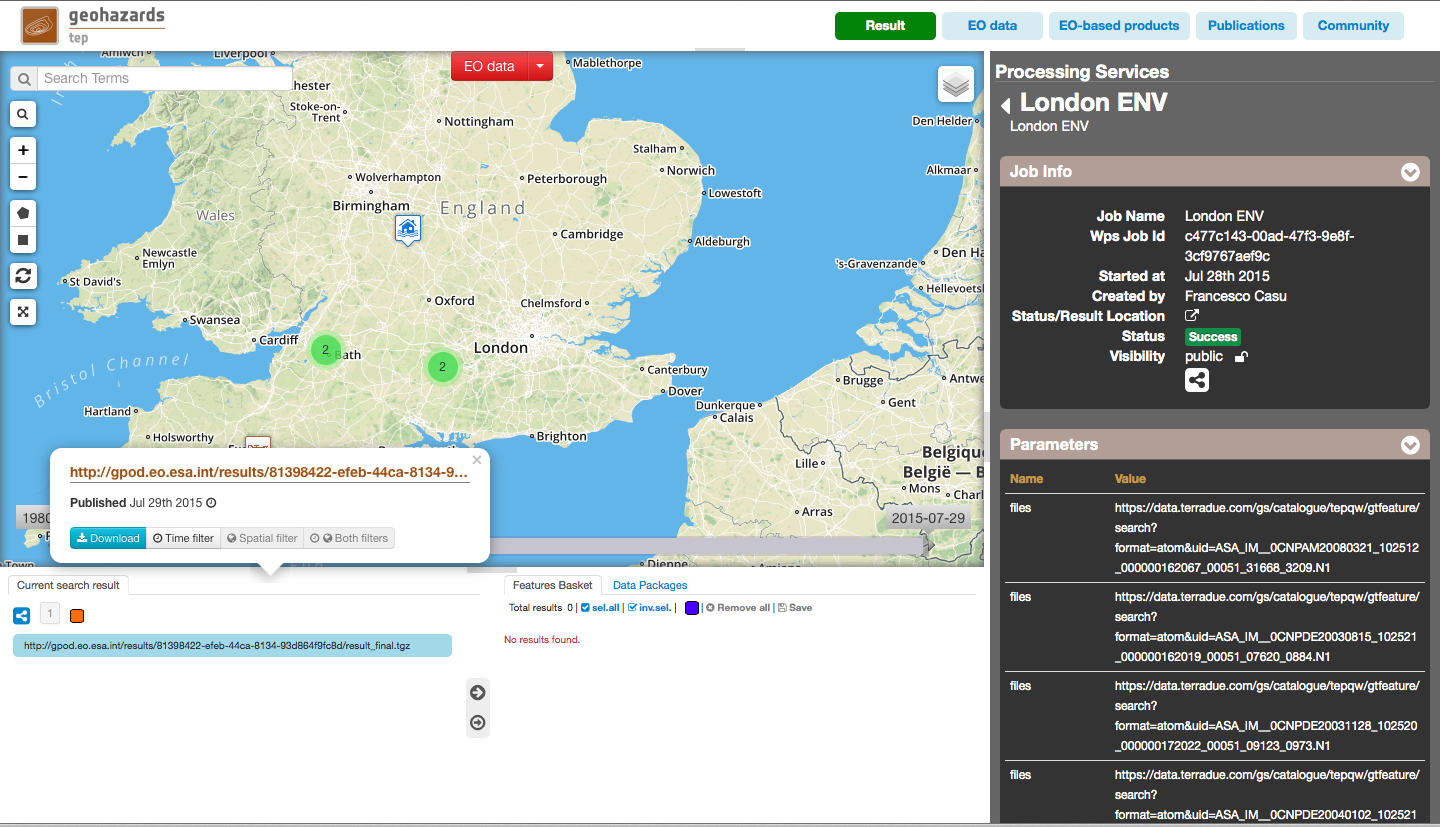 geohazards
tep
Result
EO data
EO-based products
Publications
Community
Amlwch
Liverpool
EO data
Mablethorpe
Search Terms
hester
Stoke-on-
Trent
Nottingham
Den Helder
Stalham
Norwich
Alkmaar
Wolverhampton
Peterborough
Lowestoft
Birmingham
England
Wales
Cambridge
Aldeburgh
Newcastle
Emlyn
's-Gravenzande
Den Ha
St David's
Hellevoets
Oxford
Chelmsford
Swansea
Cardiff
London
2
Bath
2
Bristol Channel
Canterbury
Brugge
Antwe
Dover
Hartland
Dunkerque
Calais
Gent
Holsworthy
Brighton
Lille
Belgique
België — B
Mons
Charl
Arras
1980
2015-07-29
Dieppe
Amiens
Town
http://gpod.eo.esa.int/results/81398422-efeb-44ca-8134-9...
×
Published Jul 29th 2015
Download
Time filter
Spatial filter
Both filters
Current search result
1
http://gpod.eo.esa.int/results/81398422-efeb-44ca-8134-93d864f9fc8d/result_final.tgz
Features Basket
Data Packages
Total results 0 | sel.all | inv.sel. | | Remove all | Save
No results found.
Processing Services
London ENV
London ENV
Job Info
Job Name London ENV
Wps Job Id c477c143-00ad-47f3-9e8f-
3cf9767aef9c
Started at Jul 28th 2015
Created by Francesco Casu
Status/Result Location
Status Success
Visibility public
Parameters
Name Value
files https://data.terradue.com/gs/catalogue/tepqw/gtfeature/
search?
format=atom&uid=ASA_IM__0CNPAM20080321_102512
_000000162067_00051_31668_3209.N1
files https://data.terradue.com/gs/catalogue/tepqw/gtfeature/
search?
format=atom&uid=ASA_IM__0CNPDE20030815_102521
_000000162019_00051_07620_0884.N1
files https://data.terradue.com/gs/catalogue/tepqw/gtfeature/
search?
format=atom&uid=ASA_IM__0CNPDE20031128_102520
_000000172022_00051_09123_0973.N1
files https://data.terradue.com/gs/catalogue/tepqw/gtfeature/
search?
format=atom&uid=ASA_IM__0CNPDE20040102_102521